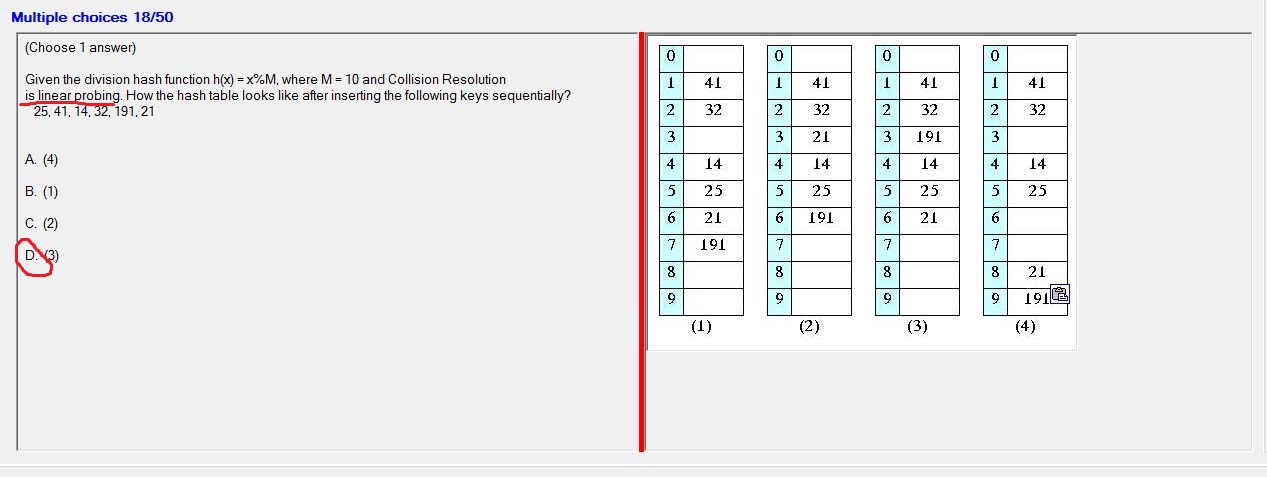 Multiple choices 18/50
(Choose 1 answer)
Given the division hash function h(x) = x%M, where M = 10 and Collision Resolution
is linear probing. How the hash table looks like after inserting the following keys sequentially?
25, 41, 14, 32, 191, 21
A. (4)
B. (1)
C. (2)
D. (3)
0 0 0 0
1 41 1 41 1 41 1 41
2 32 2 32 2 32 2 32
3 3 21 3 191 3
4 14 4 14 4 14 4 14
5 25 5 25 5 25 5 25
6 21 6 191 6 21 6
7 191 7 7 7
8 8 8 8 21
9 9 9 9 191
(1) (2) (3) (4)